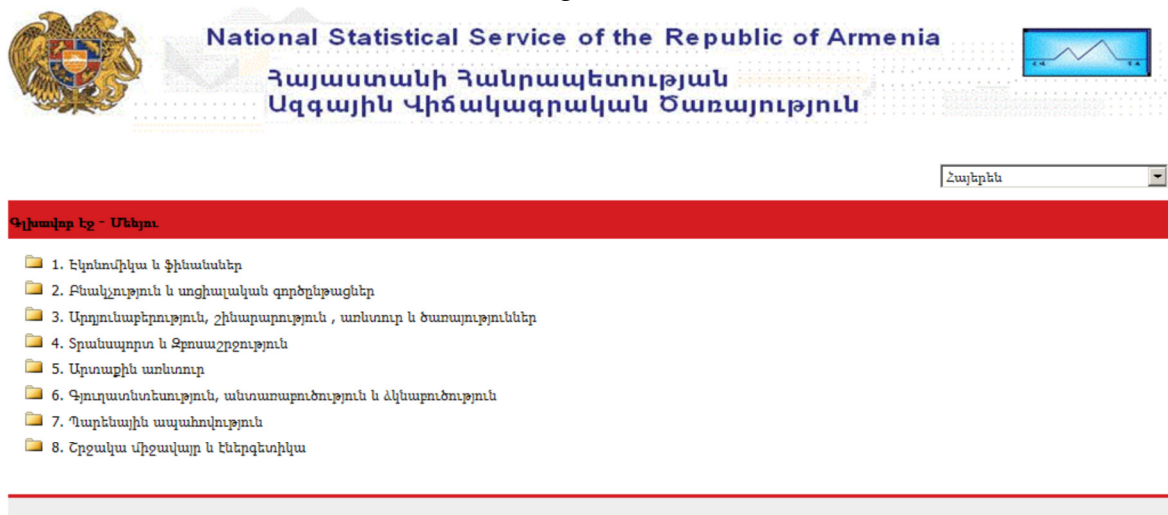 National Statistical Service of the Republic of Armenia
Հայաստանի Հանրապետության
Ազգային Վիճակագրական Ծառայություն
Հայերեն
Գլխավոր էջ - Մենյու
1. Էկոնոմիկա և ֆինանսներ
2. Բնակչություն և սոցիալական գործընթացներ
3. Արդյունաբերություն, շինարարություն , առևտուր և ծառայություններ
4. Տրանսպորտ և Զբոսաշրջություն
5. Արտաքին առևտուր
6. Գյուղատնտեսություն, անտառաբուծություն և ձկնաբուծություն
7. Պարենային ապահովություն
8. Շրջակա միջավայր և էներգետիկա